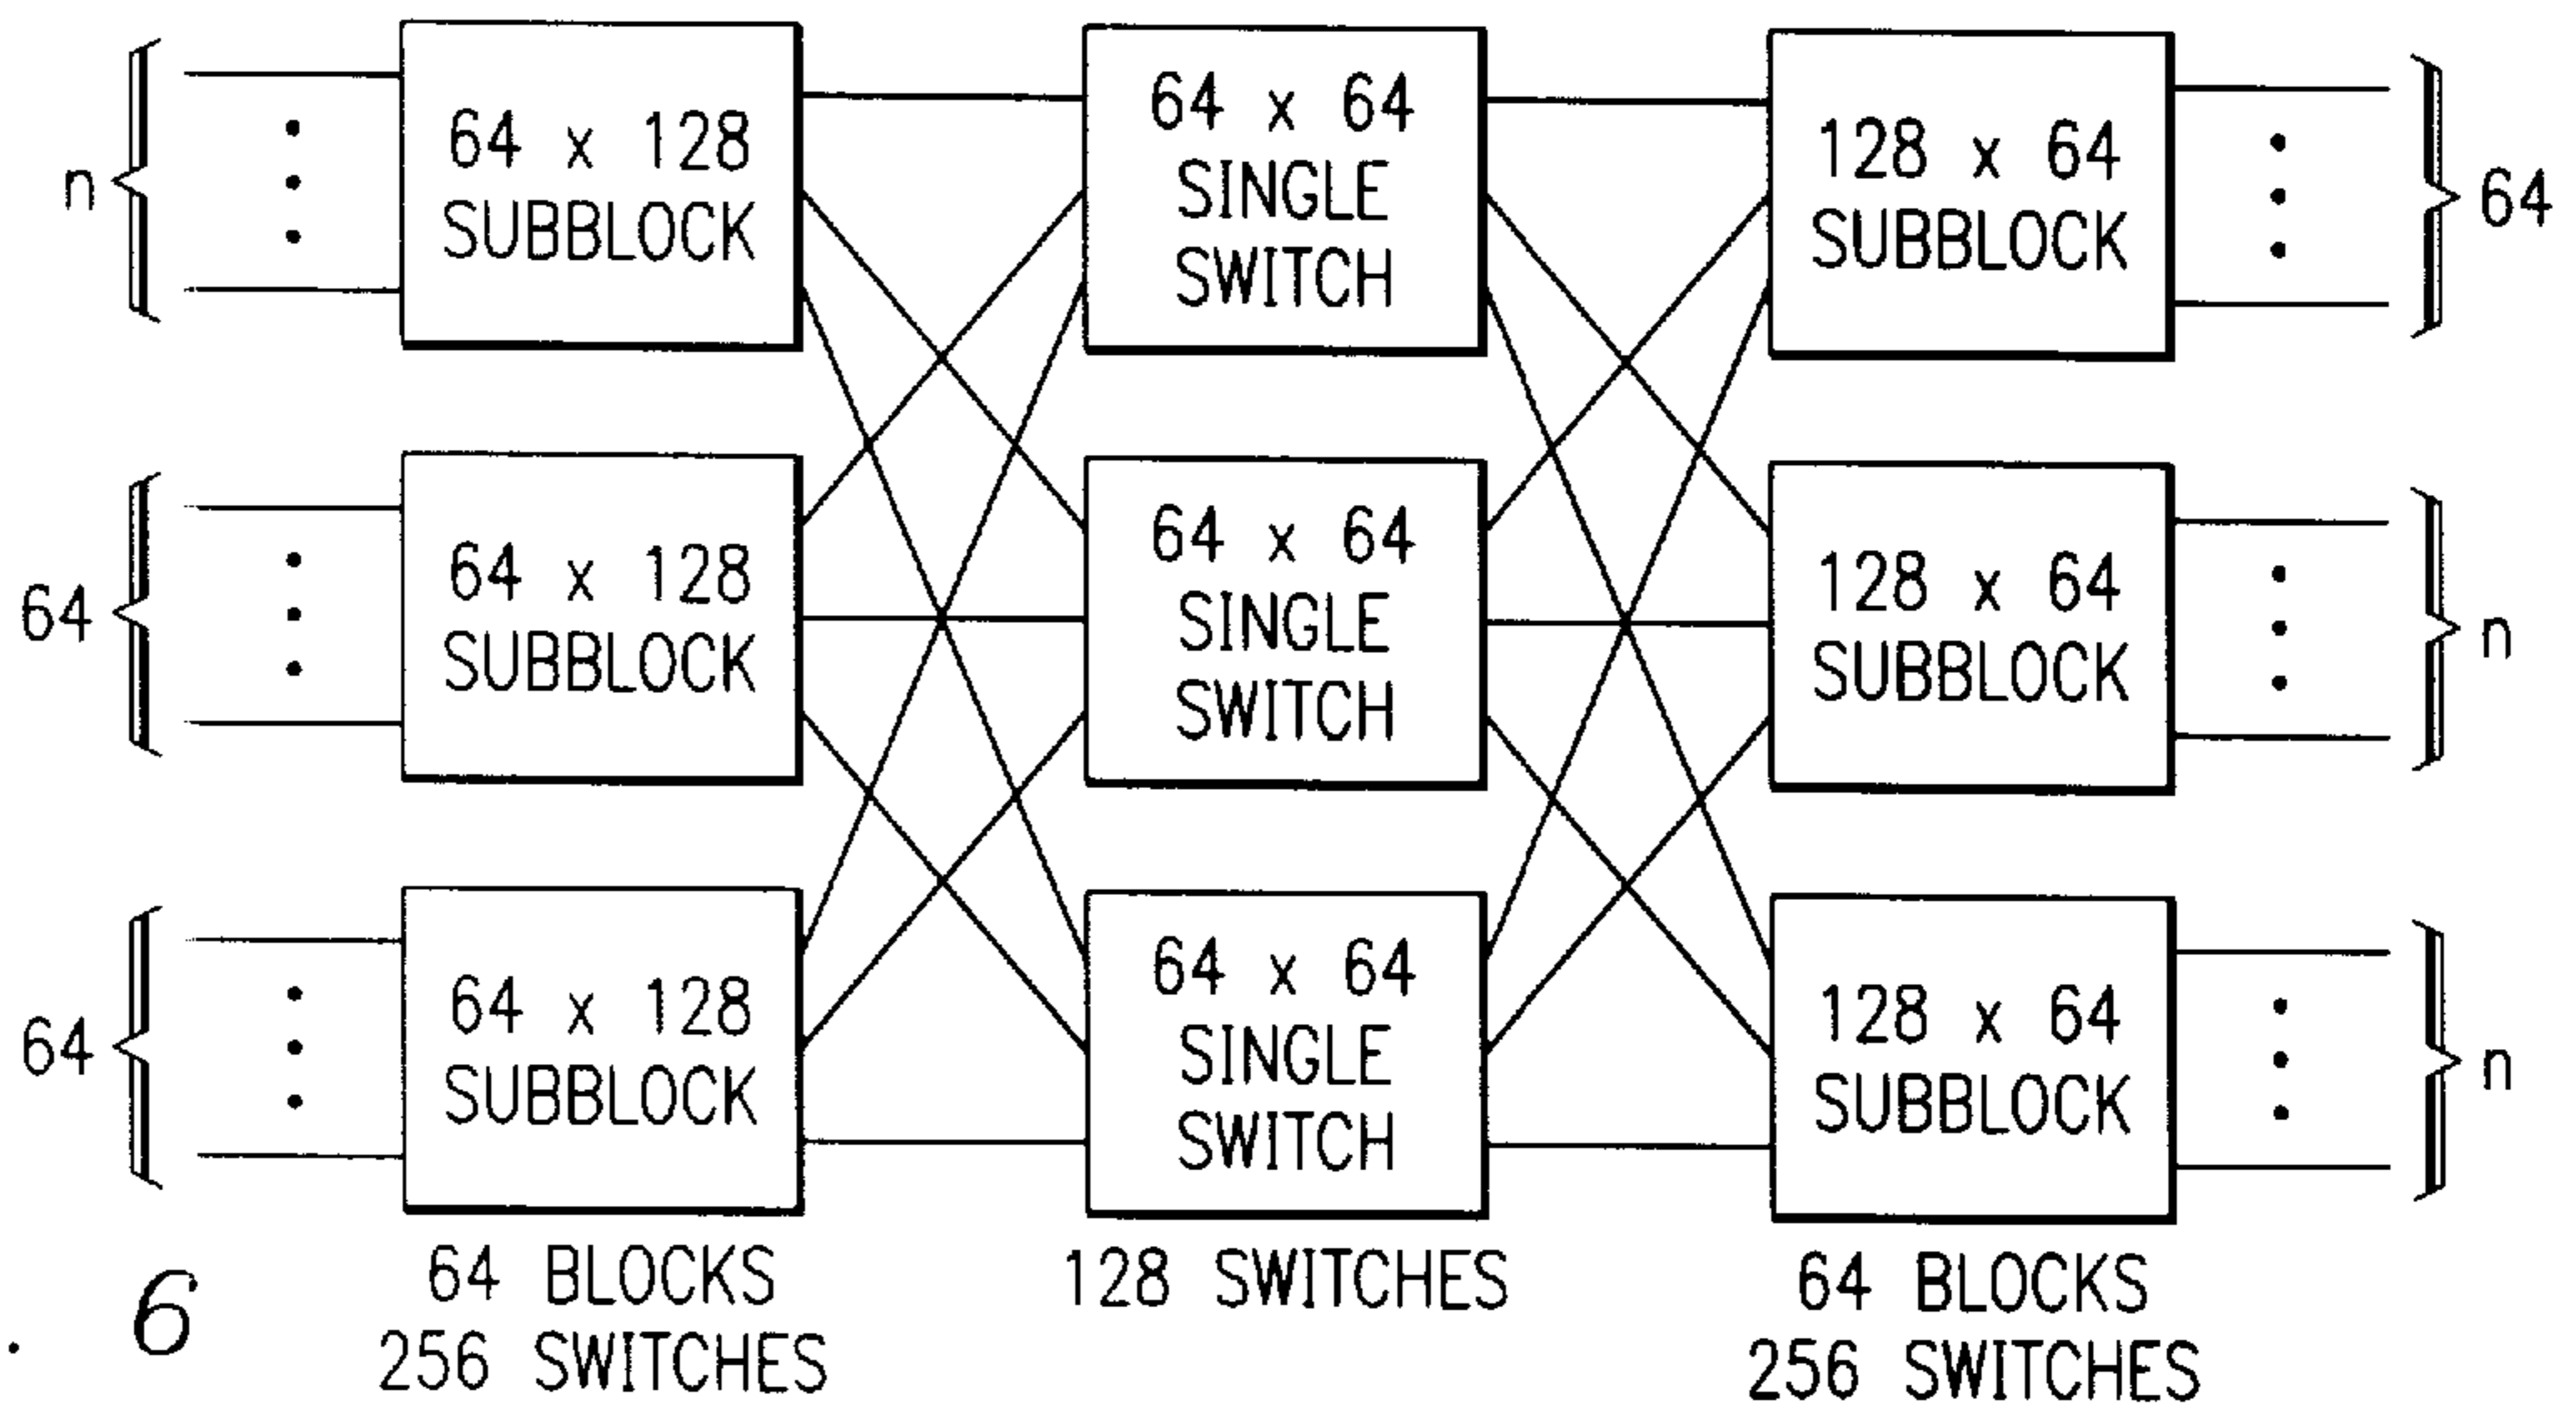 n
64 x 128
SUBBLOCK
64 x 64
SINGLE
SWITCH
128 x 64
SUBBLOCK
64
64
64 x 128
SUBBLOCK
64 x 64
SINGLE
SWITCH
128 x 64
SUBBLOCK
n
64
64 x 128
SUBBLOCK
64 x 64
SINGLE
SWITCH
128 x 64
SUBBLOCK
n
. 6
64 BLOCKS
256 SWITCHES
128 SWITCHES
64 BLOCKS
256 SWITCHES